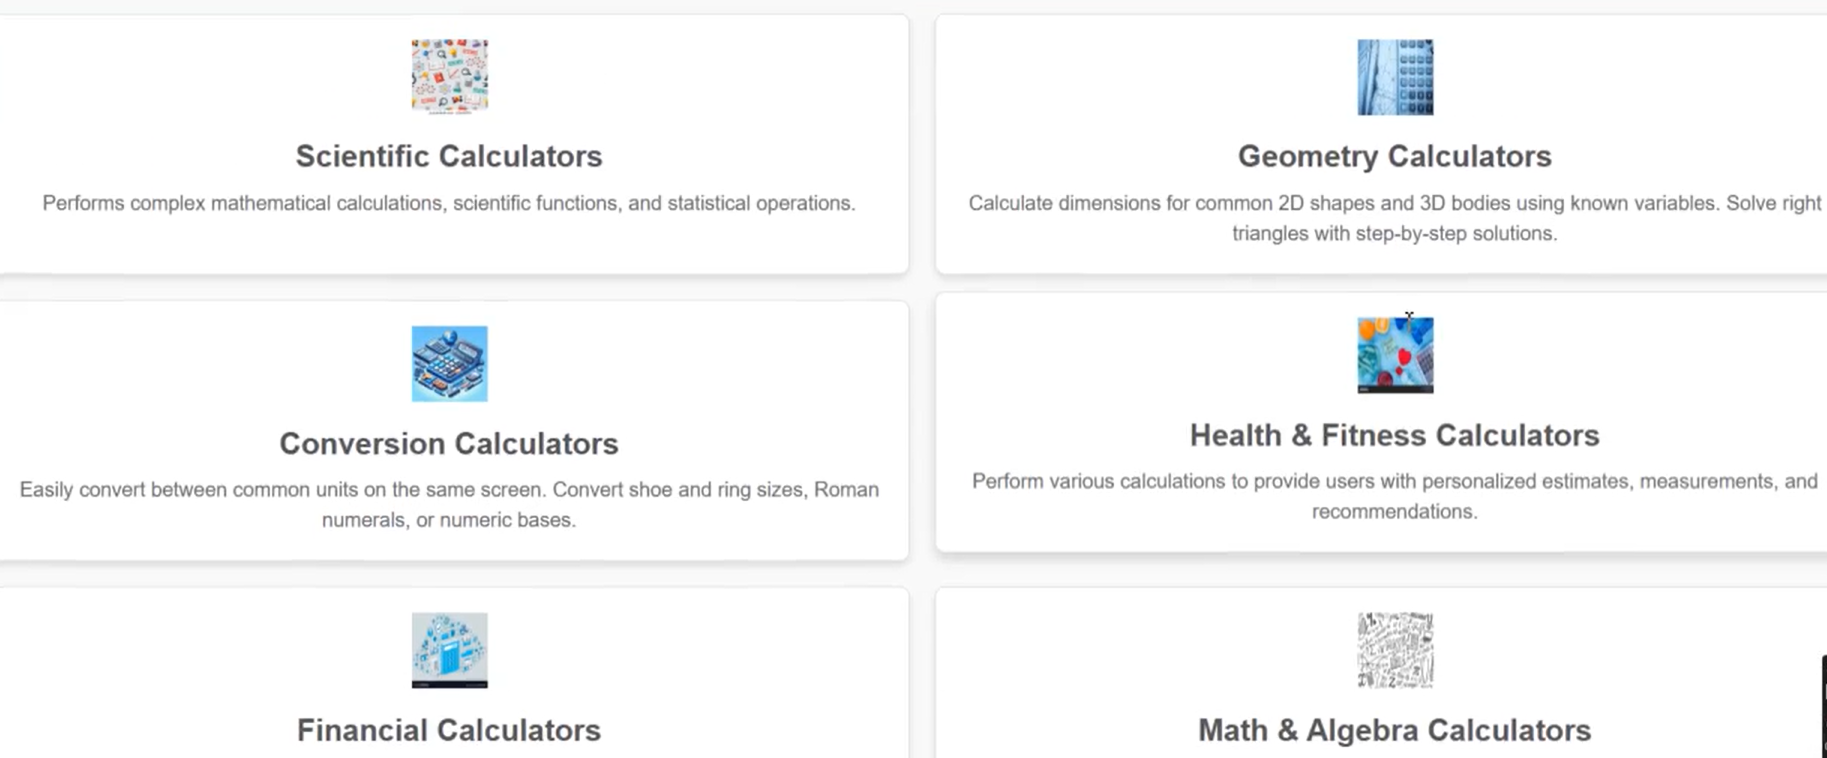 Scientific Calculators
Performs complex mathematical calculations, scientific functions, and statistical operations.
Geometry Calculators
Calculate dimensions for common 2D shapes and 3D bodies using known variables. Solve right
triangles with step-by-step solutions.
Conversion Calculators
Easily convert between common units on the same screen. Convert shoe and ring sizes, Roman
numerals, or numeric bases.
Health & Fitness Calculators
Perform various calculations to provide users with personalized estimates, measurements, and
recommendations.
Financial Calculators
Math & Algebra Calculators